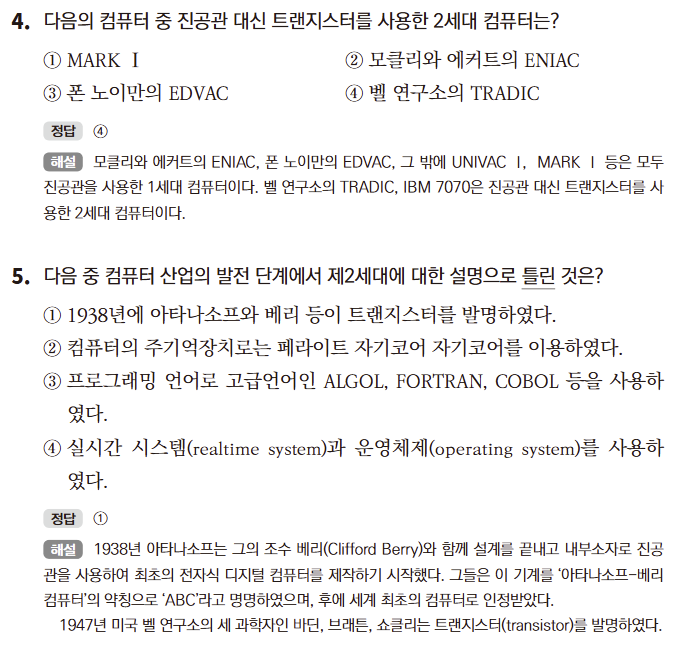 4. 다음의 컴퓨터 중 진공관 대신 트랜지스터를 사용한 2세대 컴퓨터는?
① MARK Ⅰ ② 모클리와 에커트의 ENIAC
③ 폰 노이만의 EDVAC ④ 벨 연구소의 TRADIC
정답 ④
해설 모클리와 에커트의 ENIAC, 폰 노이만의 EDVAC, 그 밖에 UNIVAC Ⅰ, MARK Ⅰ 등은 모두
진공관을 사용한 1세대 컴퓨터이다. 벨 연구소의 TRADIC, IBM 7070은 진공관 대신 트랜지스터를 사
용한 2세대 컴퓨터이다.
5. 다음 중 컴퓨터 산업의 발전 단계에서 제2세대에 대한 설명으로 틀린 것은?
① 1938년에 아타나소프와 베리 등이 트랜지스터를 발명하였다.
② 컴퓨터의 주기억장치로는 페라이트 자기코어 자기코어를 이용하였다.
③ 프로그래밍 언어로 고급언어인 ALGOL, FORTRAN, COBOL 등을 사용하
였다.
④ 실시간 시스템(realtime system)과 운영체제(operating system)를 사용하
였다.
정답 ①
해설 1938년 아타나소프는 그의 조수 베리(Clifford Berry)와 함께 설계를 끝내고 내부소자로 진공
관을 사용하여 최초의 전자식 디지털 컴퓨터를 제작하기 시작했다. 그들은 이 기계를 ‘아타나소프-베리
컴퓨터’의 약칭으로 ‘ABC’라고 명명하였으며, 후에 세계 최초의 컴퓨터로 인정받았다.
1947년 미국 벨 연구소의 세 과학자인 바딘, 브래튼, 쇼클리는 트랜지스터(transistor)를 발명하였다.